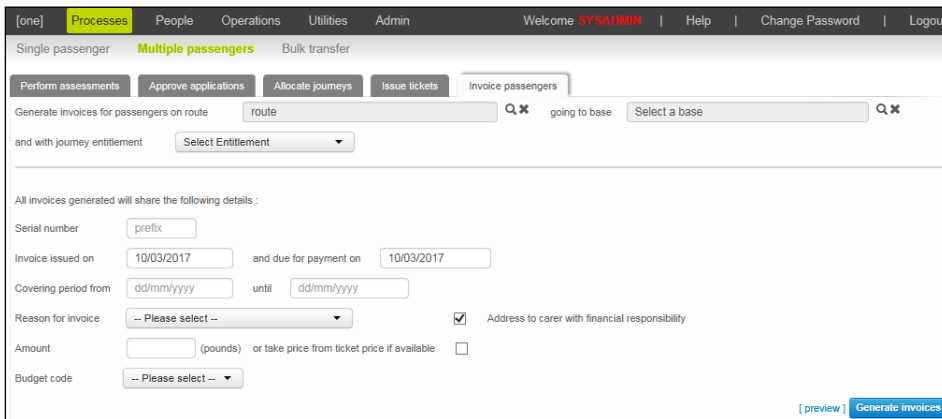 [one] Processes People Operations Utilities Admin Welcome SYSADMIN | Help | Change Password | Logou
Single passenger Multiple passengers Bulk transfer
Perform assessments Approve applications Allocate journeys Issue tickets Invoice passengers
Generate invoices for passengers on route route going to base Select a base
and with journey entitlement Select Entitlement
All invoices generated will share the following details :
Serial number prefix
Invoice issued on 10/03/2017 and due for payment on 10/03/2017
Covering period from dd/mm/yyyy until dd/mm/yyyy
Reason for invoice -- Please select -- Address to carer with financial responsibility
Amount (pounds) or take price from ticket price if available
Budget code -- Please select --
[ preview ] Generate invoices